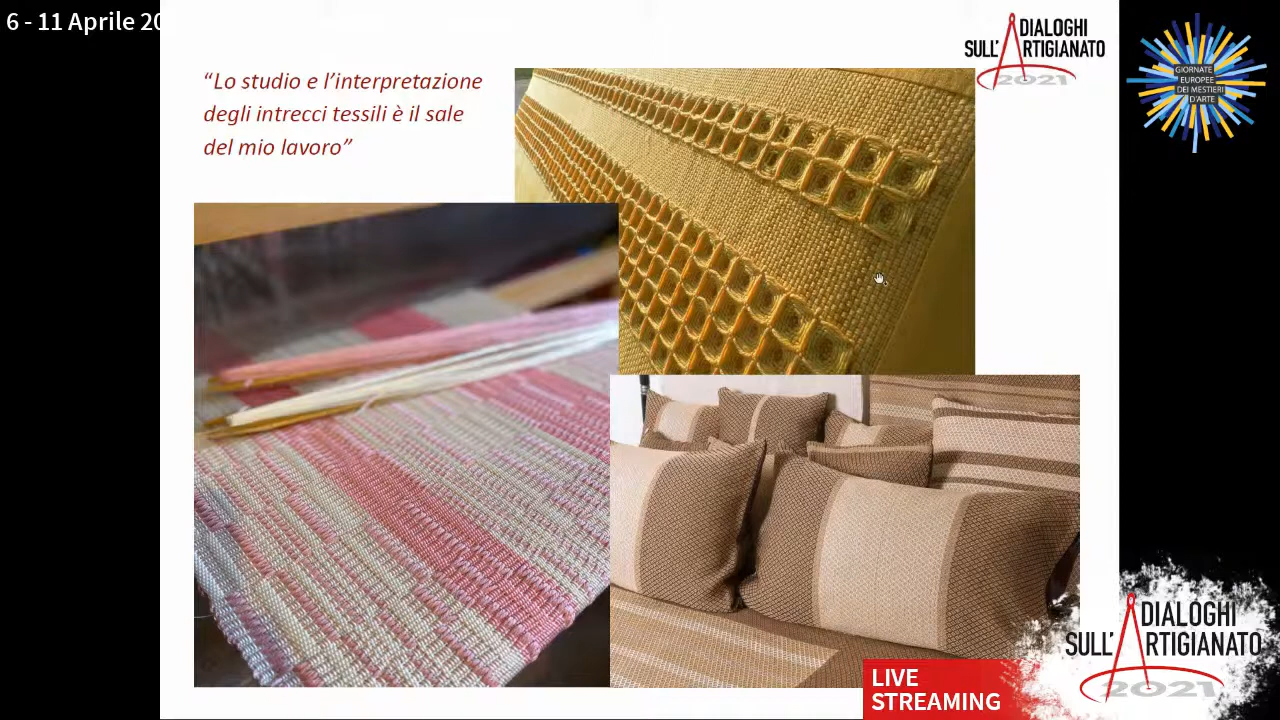 6 - 11 Aprile 20
DIALOGHI
SULL'ARTIGIANATO
2021
GIORNATE
EUROPEE
DEI MESTIERI
D'ARTE
“Lo studio e l’interpretazione
degli intrecci tessili è il sale
del mio lavoro”
LIVE
STREAMING
DIALOGHI
SULL'ARTIGIANATO
2021